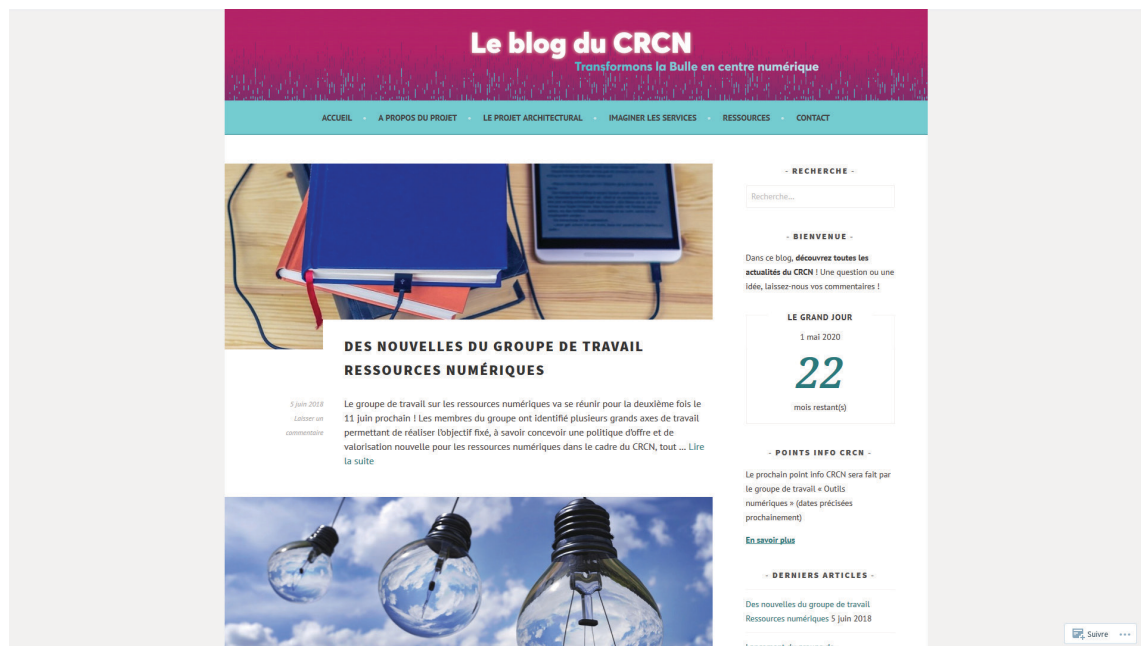 Le blog du CRCN
Transformons la Bulle en centre numérique
ACCUEIL
A PROPOS DU PROJET
LE PROJET ARCHITECTURAL
IMAGINER LES SERVICES
RESSOURCES
CONTACT
DES NOUVELLES DU GROUPE DE TRAVAIL
RESSOURCES NUMÉRIQUES
5 juin 2018
Laisser un
commentaire
Le groupe de travail sur les ressources numériques va se réunir pour la deuxième fois le
11 juin prochain ! Les membres du groupe ont identifié plusieurs grands axes de travail
permettant de réaliser l'objectif fixé, à savoir concevoir une politique d'offre et de
valorisation nouvelle pour les ressources numériques dans le cadre du CRCN, tout ... Lire
la suite
- RECHERCHE -
Recherche...
- BIENVENUE -
Dans ce blog, découvrez toutes les
actualités du CRCN ! Une question ou une
idée, laissez-nous vos commentaires !
LE GRAND JOUR
1 mai 2020
22
mois restant(s)
- POINTS INFO CRCN -
Le prochain point info CRCN sera fait par
le groupe de travail « Outils
numériques » (dates précisées
prochainement)
En savoir plus
- DERNIERS ARTICLES -
Des nouvelles du groupe de travail
Ressources numériques 5 juin 2018
Suivre